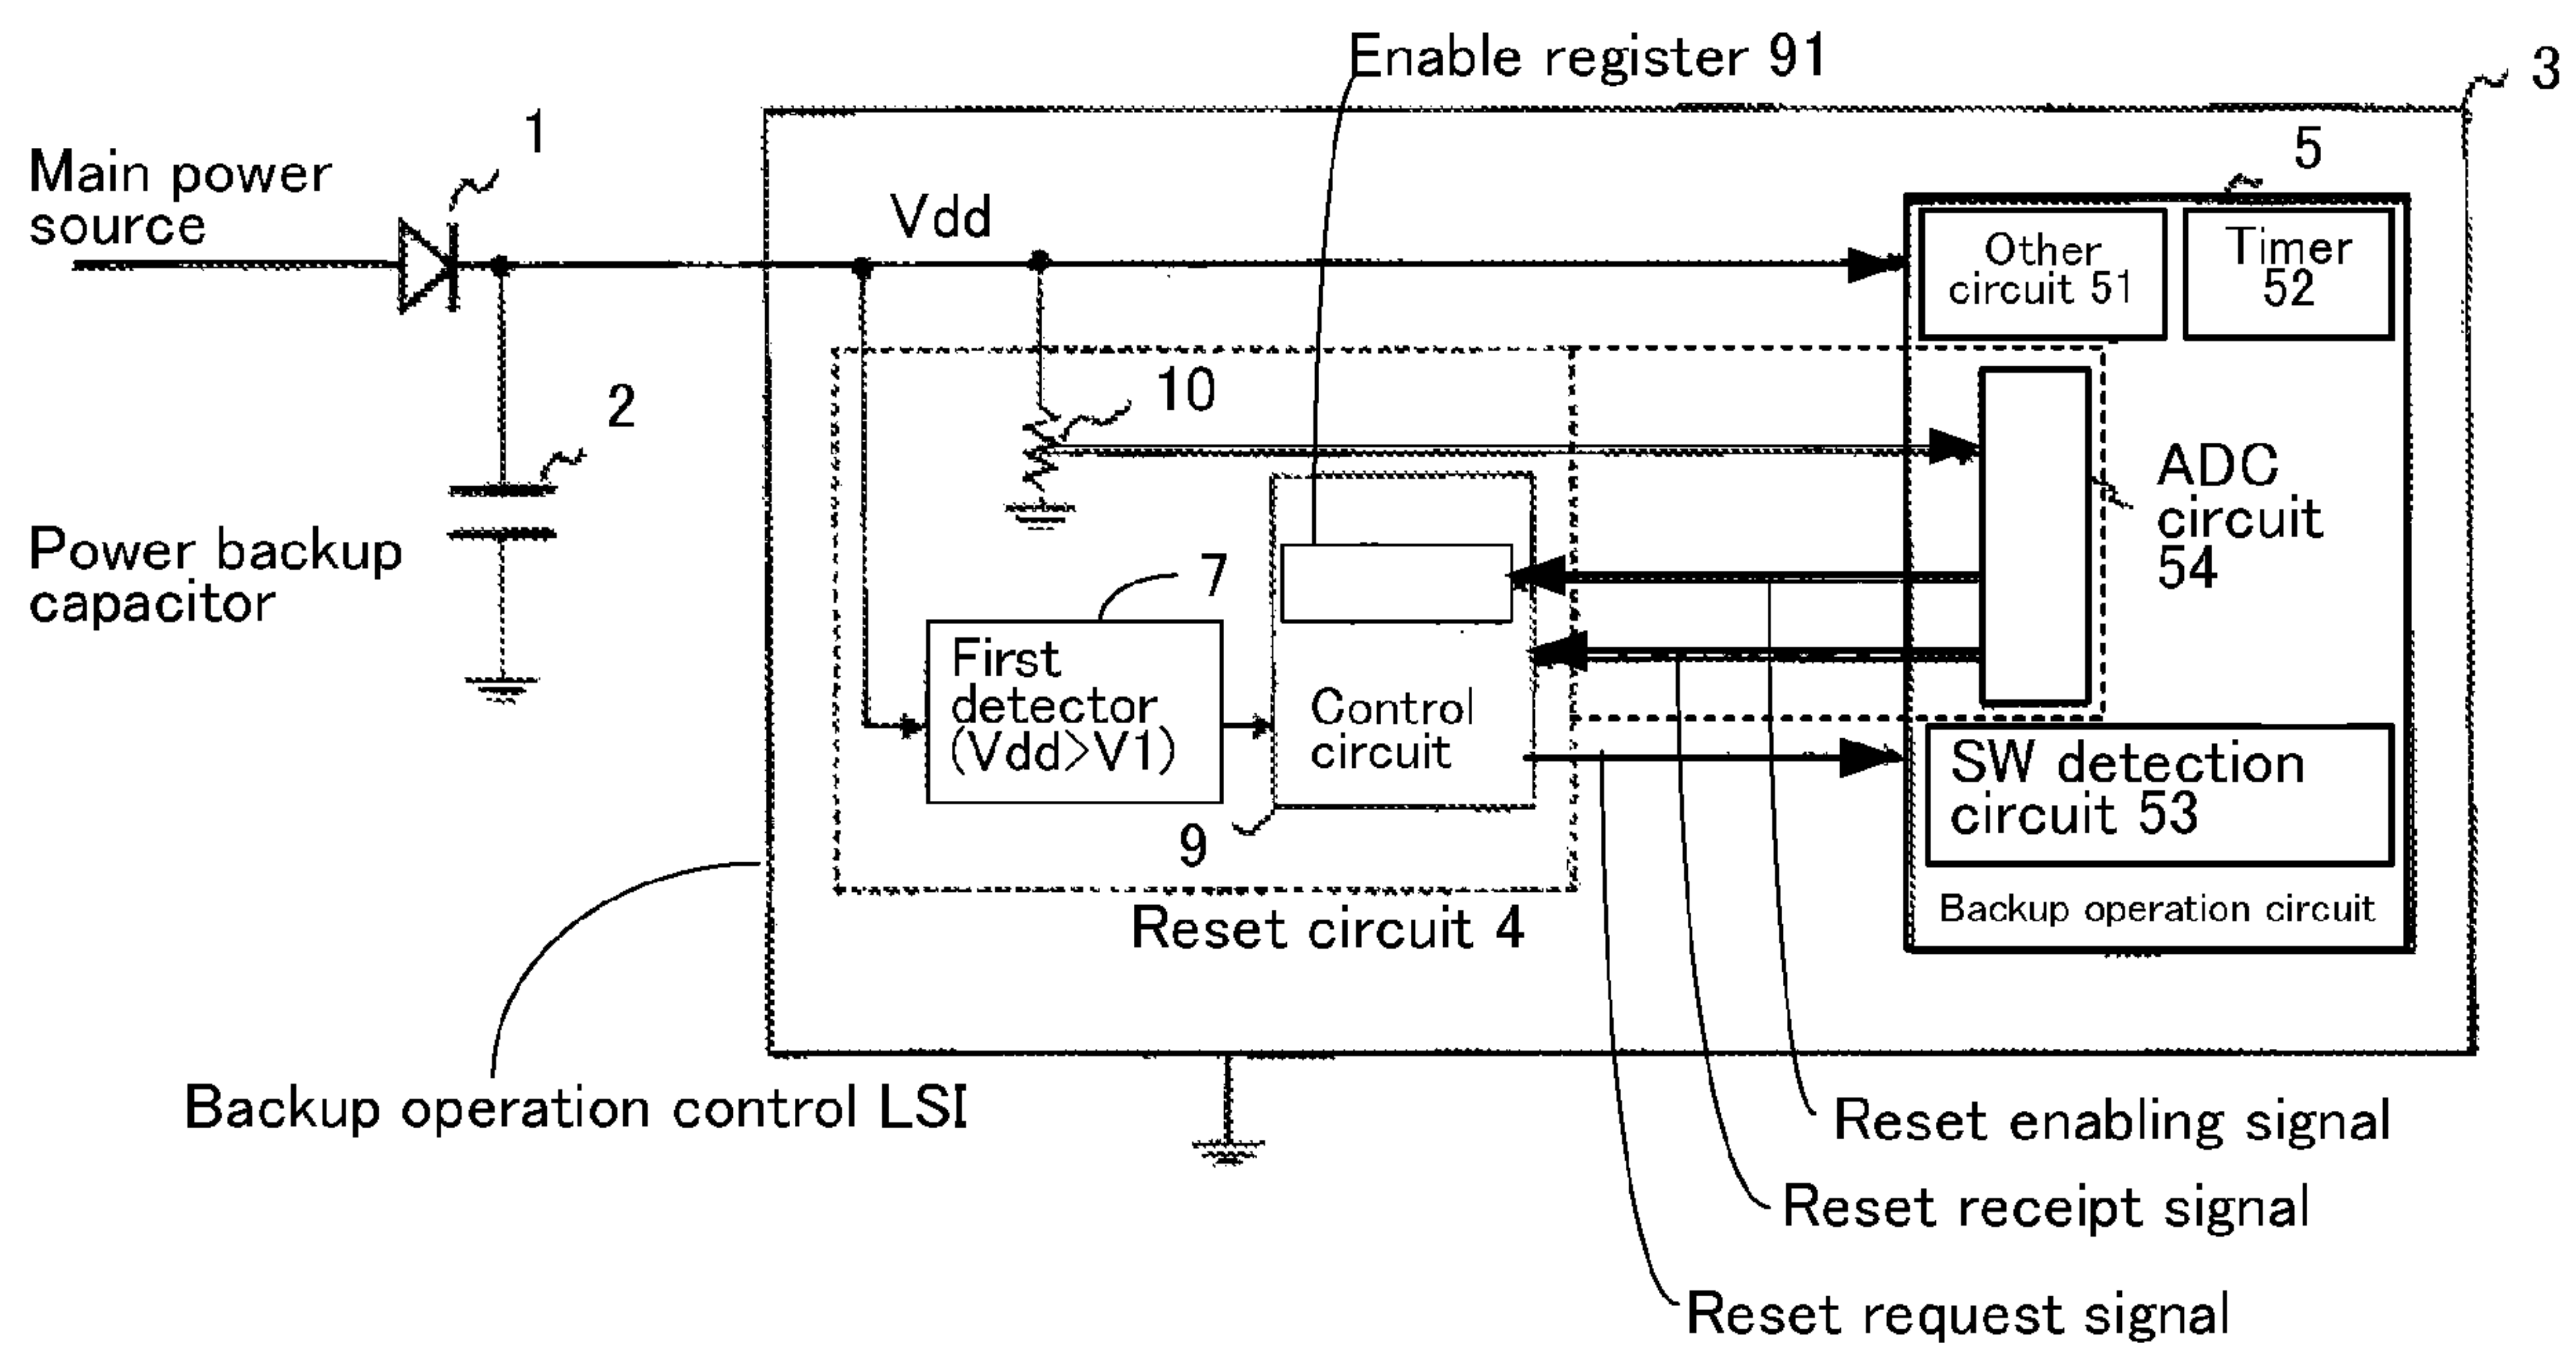 Enable register 91
3
1
5
Main power
source
Vdd
Other
circuit 51
Timer
52
10
2
ADC
circuit
54
Power backup
capacitor
7
First
detector
(Vdd>V1)
Control
circuit
SW detection
circuit 53
9
Backup operation circuit
Reset circuit 4
Backup operation control LSI
Reset enabling signal
Reset receipt signal
Reset request signal